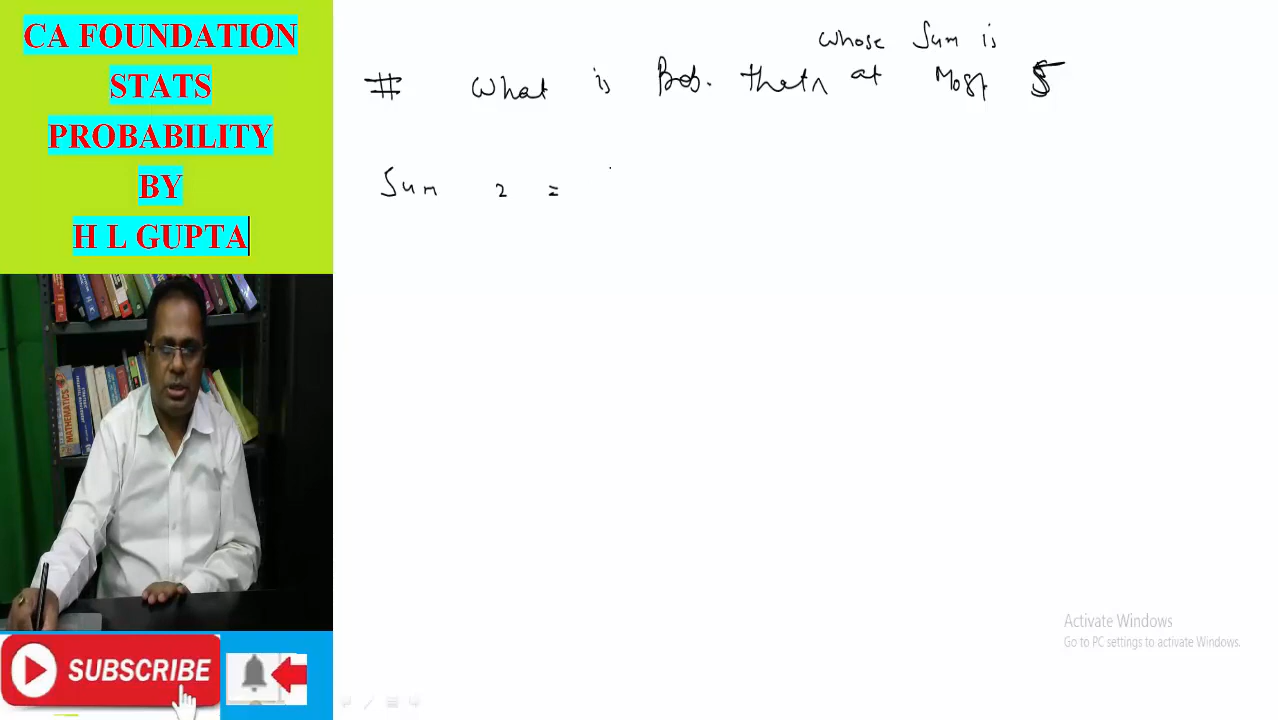 CA FOUNDATION
STATS
PROBABILITY
BY
H L GUPTA
whose Sum is
# What is Prob. that at Most 5
Sum 2 =
MATHEMATICS
SUBSCRIBE
Activate Windows
Go to PC settings to activate Windows.